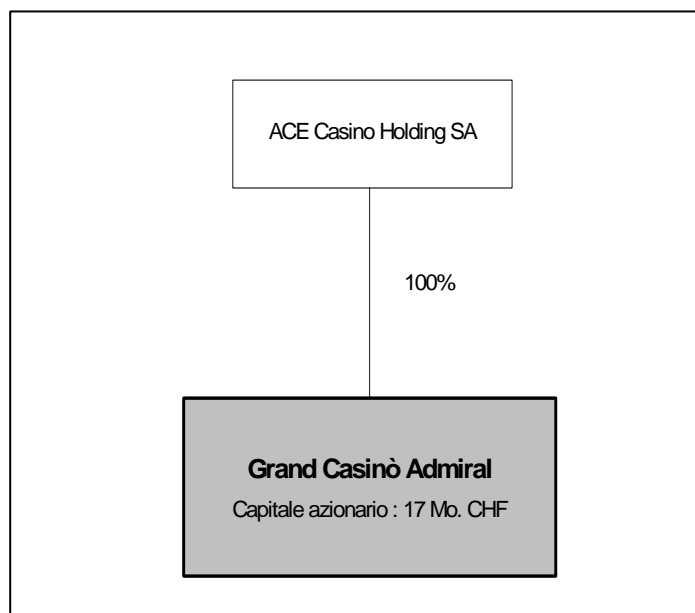 ACE Casino Holding SA
100%
Grand Casinò Admiral
Capitale azionario : 17 Mo. CHF